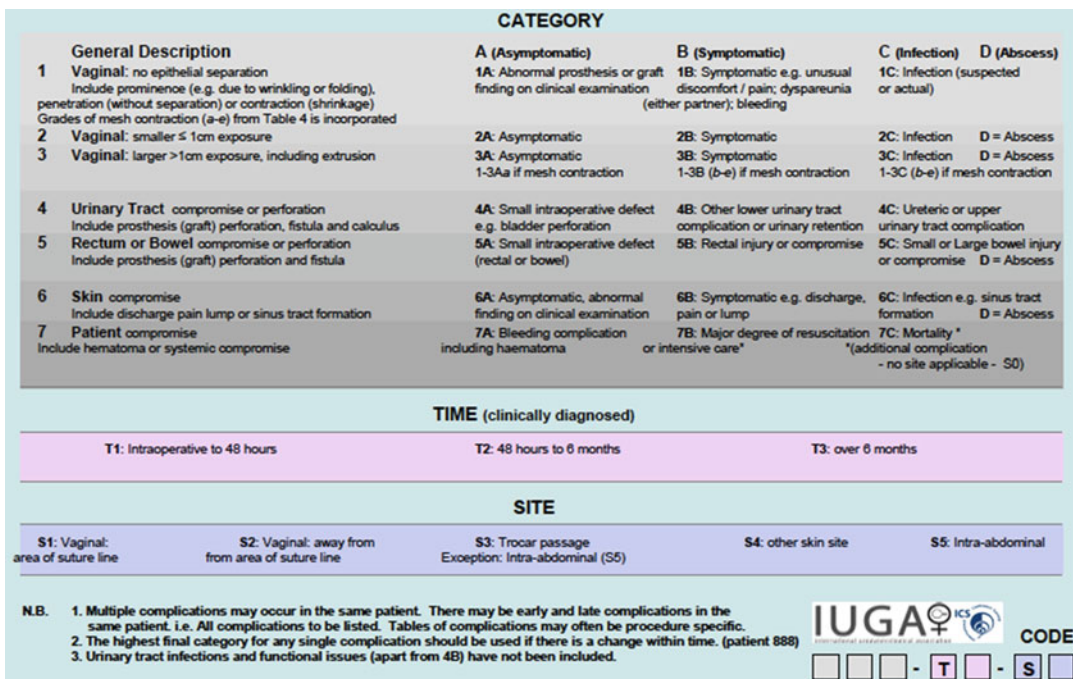 CATEGORY
General Description A (Asymptomatic) B (Symptomatic) C (Infection) D (Abscess)
1 Vaginal: no epithelial separation 1A: Abnormal prosthesis or graft 1B: Symptomatic e.g. unusual 1C: Infection (suspected
Include prominence (e.g. due to wrinkling or folding), finding on clinical examination discomfort / pain; dyspareunia or actual)
penetration (without separation) or contraction (shrinkage) (either partner); bleeding
Grades of mesh contraction (a-e) from Table 4 is incorporated
2 Vaginal: smaller ≤ 1cm exposure 2A: Asymptomatic 2B: Symptomatic 2C: Infection D = Abscess
3 Vaginal: larger >1cm exposure, including extrusion 3A: Asymptomatic 3B: Symptomatic 3C: Infection D = Abscess
1-3Aa if mesh contraction 1-3B (b-e) if mesh contraction 1-3C (b-e) if mesh contraction
4 Urinary Tract compromise or perforation 4A: Small intraoperative defect 4B: Other lower urinary tract 4C: Ureteric or upper
Include prosthesis (graft) perforation, fistula and calculus e.g. bladder perforation complication or urinary retention urinary tract complication
5 Rectum or Bowel compromise or perforation 5A: Small intraoperative defect 5B: Rectal injury or compromise 5C: Small or Large bowel injury
Include prosthesis (graft) perforation and fistula (rectal or bowel) or compromise D = Abscess
6 Skin compromise 6A: Asymptomatic, abnormal 6B: Symptomatic e.g. discharge, 6C: Infection e.g. sinus tract
Include discharge pain lump or sinus tract formation finding on clinical examination pain or lump formation D = Abscess
7 Patient compromise 7A: Bleeding complication 7B: Major degree of resuscitation 7C: Mortality *
Include hematoma or systemic compromise including haematoma or intensive care* *(additional complication
- no site applicable - S0)
TIME (clinically diagnosed)
T1: Intraoperative to 48 hours T2: 48 hours to 6 months T3: over 6 months
SITE
S1: Vaginal: S2: Vaginal: away from S3: Trocar passage S4: other skin site S5: Intra-abdominal
area of suture line from area of suture line Exception: Intra-abdominal (S5)
N.B. 1. Multiple complications may occur in the same patient. There may be early and late complications in the
same patient. i.e. All complications to be listed. Tables of complications may often be procedure specific.
2. The highest final category for any single complication should be used if there is a change within time. (patient 888)
3. Urinary tract infections and functional issues (apart from 4B) have not been included.
IUGA ICS
CODE
- T - S